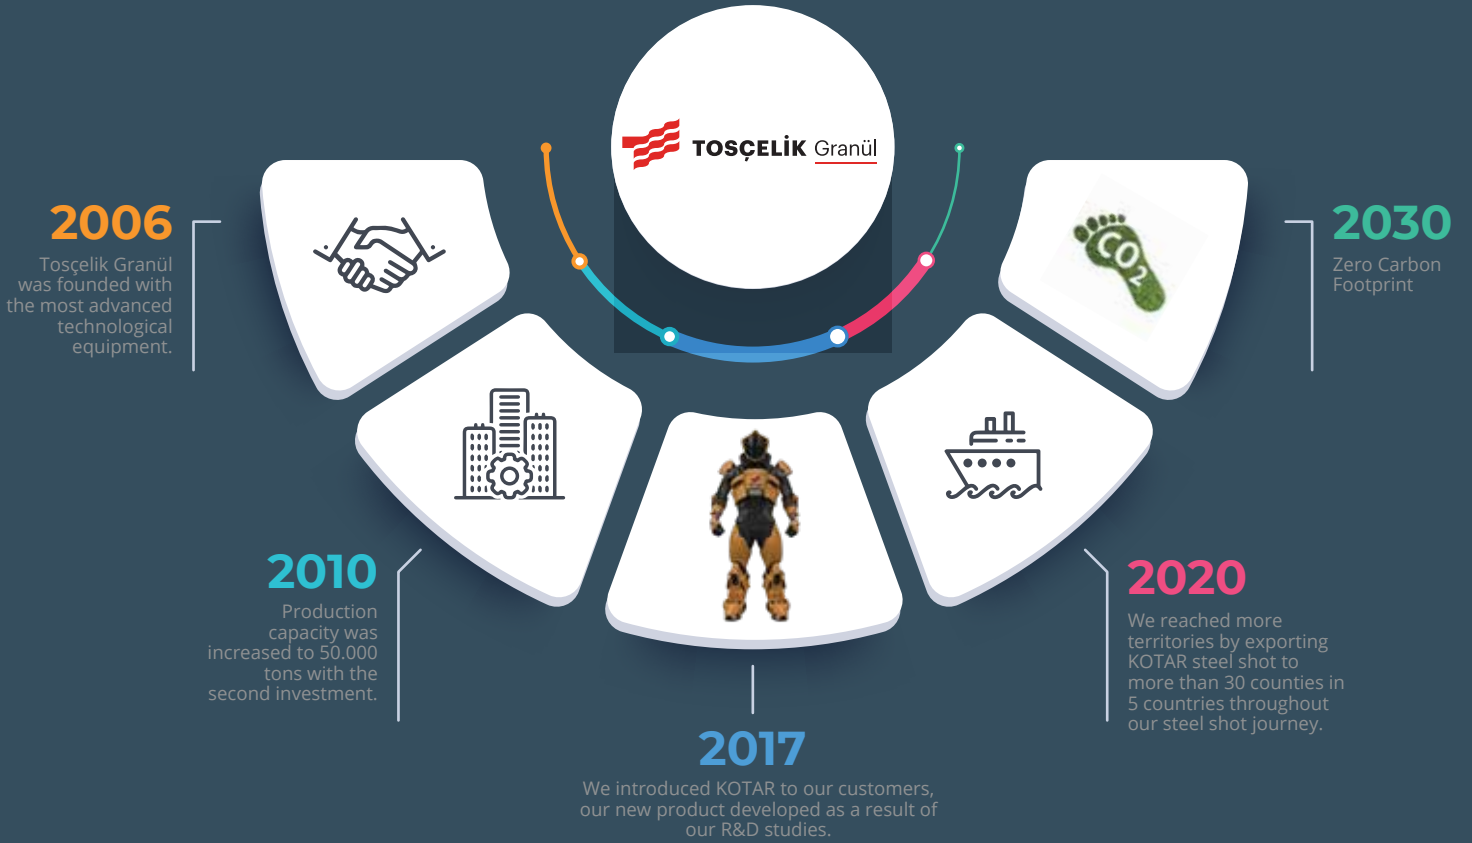 TOSÇELİK Granül
2006
Tosçelik Granül
was founded with
the most advanced
technological
equipment.
2010
Production
capacity was
increased to 50.000
tons with the
second investment.
2017
We introduced KOTAR to our customers,
our new product developed as a result of
our R&D studies.
2020
We reached more
territories by exporting
KOTAR steel shot to
more than 30 counties in
5 countries throughout
our steel shot journey.
CO2
2030
Zero Carbon
Footprint